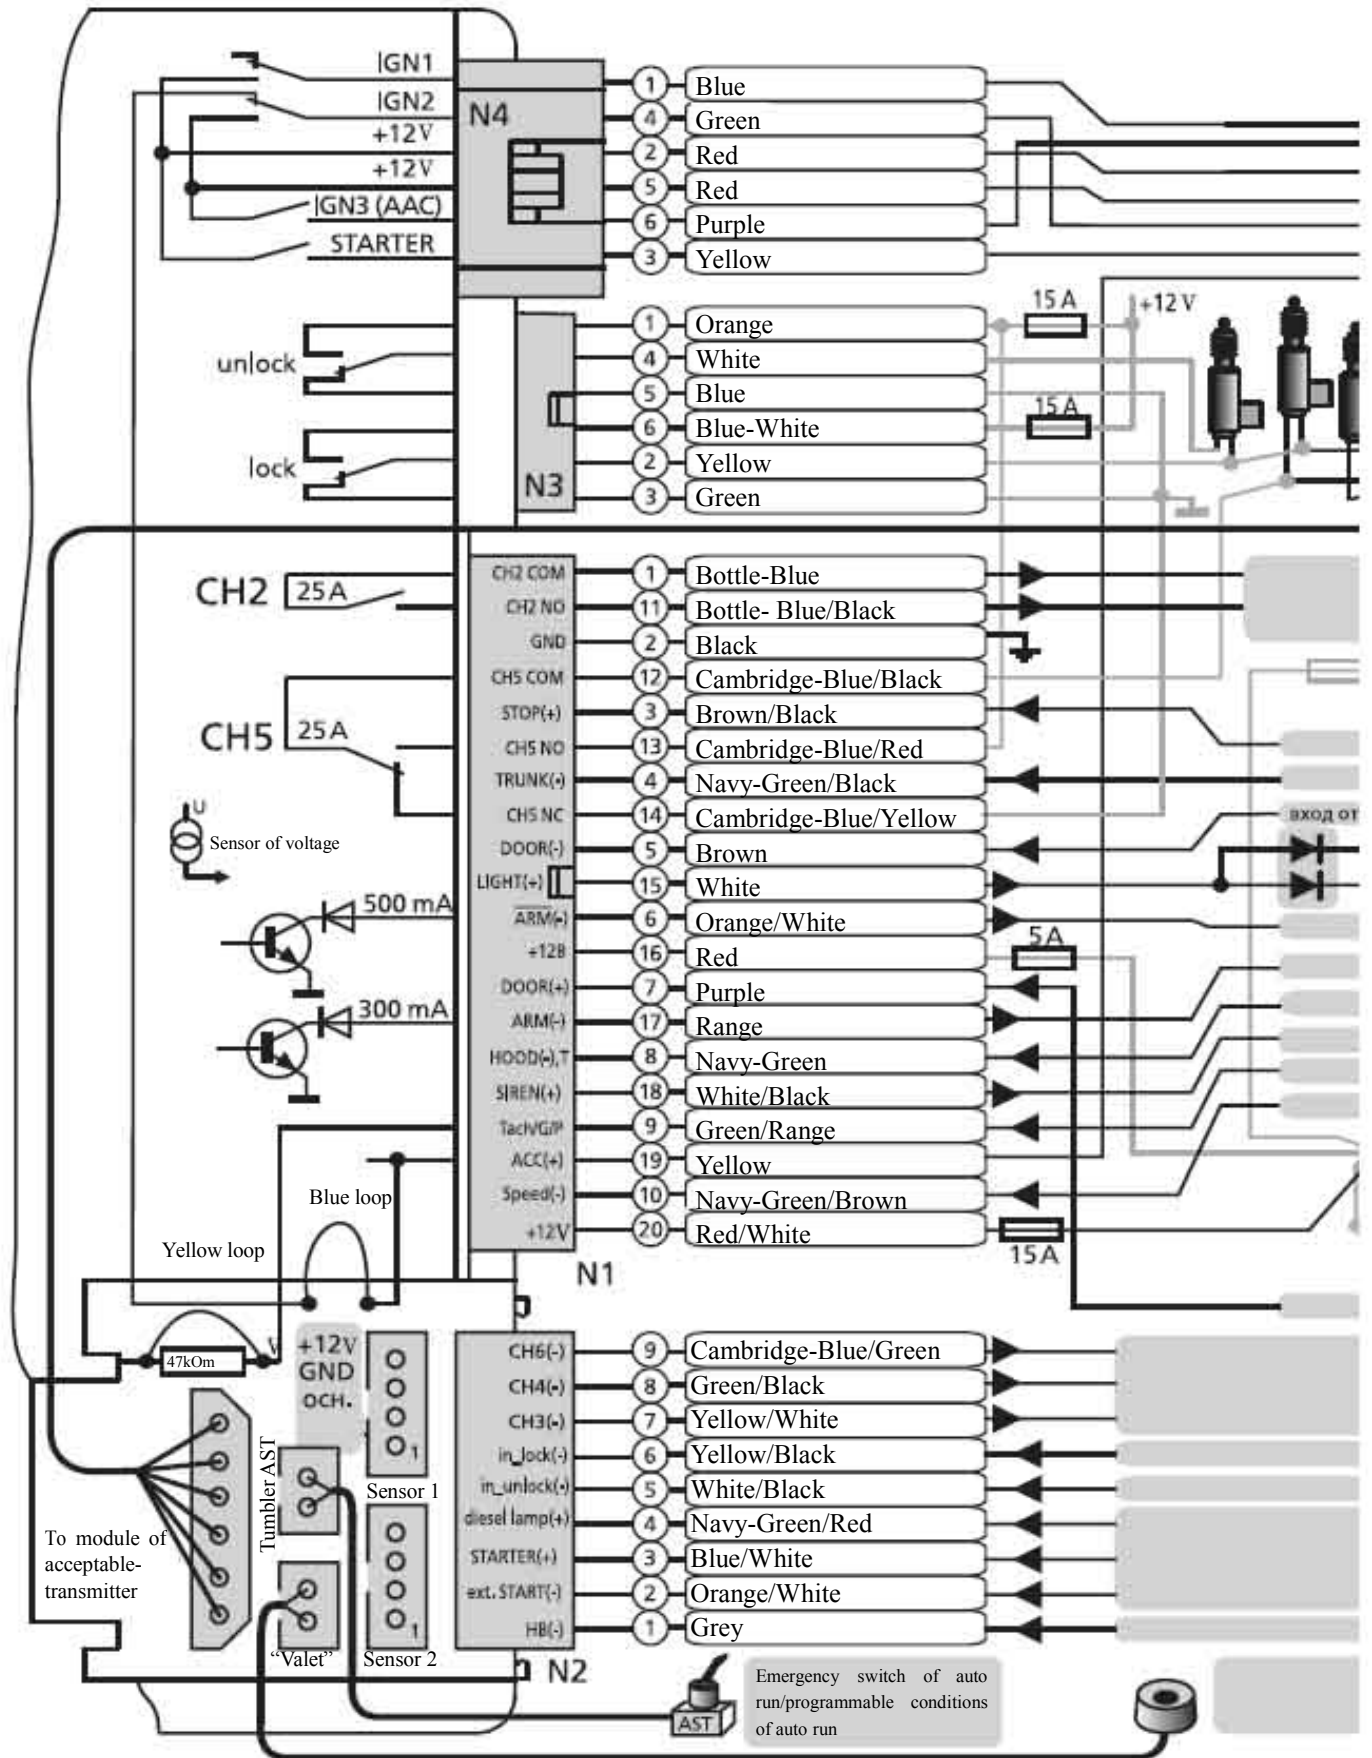 IGN1
IGN2
+12V
+12V
IGN3 (AAC)
STARTER
N4
1 Blue
4 Green
2 Red
5 Red
6 Purple
3 Yellow
unlock
lock
N3
1 Orange
4 White
5 Blue
6 Blue-White
2 Yellow
3 Green
15 A
+12 V
15 A
CH2 25 A
CH5 25 A
U
Sensor of voltage
500 mA
300 mA
CH2 COM 1 Bottle-Blue
CH2 NO 11 Bottle- Blue/Black
GND 2 Black
CH5 COM 12 Cambridge-Blue/Black
STOP(+) 3 Brown/Black
CH5 NO 13 Cambridge-Blue/Red
TRUNK(-) 4 Navy-Green/Black
CH5 NC 14 Cambridge-Blue/Yellow
вход от
DOOR(-) 5 Brown
LIGHT(+) 15 White
ARM(-) 6 Orange/White
+12В 16 Red
5 A
DOOR(+) 7 Purple
ARM(-) 17 Range
HOOD(-),T 8 Navy-Green
SIREN(+) 18 White/Black
Tach/G/P 9 Green/Range
ACC(+) 19 Yellow
Speed(-) 10 Navy-Green/Brown
+12V 20 Red/White
15 A
N1
Blue loop
Yellow loop
47kOm
V
+12V
GND
осн.
1
Sensor 1
Tumbler AST
To module of
acceptable-
transmitter
"Valet"
1
Sensor 2
CH6(-) 9 Cambridge-Blue/Green
CH4(-) 8 Green/Black
CH3(-) 7 Yellow/White
in_lock(-) 6 Yellow/Black
in_unlock(-) 5 White/Black
diesel lamp(+) 4 Navy-Green/Red
STARTER(+) 3 Blue/White
ext. START(-) 2 Orange/White
HB(-) 1 Grey
N2
AST
Emergency switch of auto
run/programmable conditions
of auto run